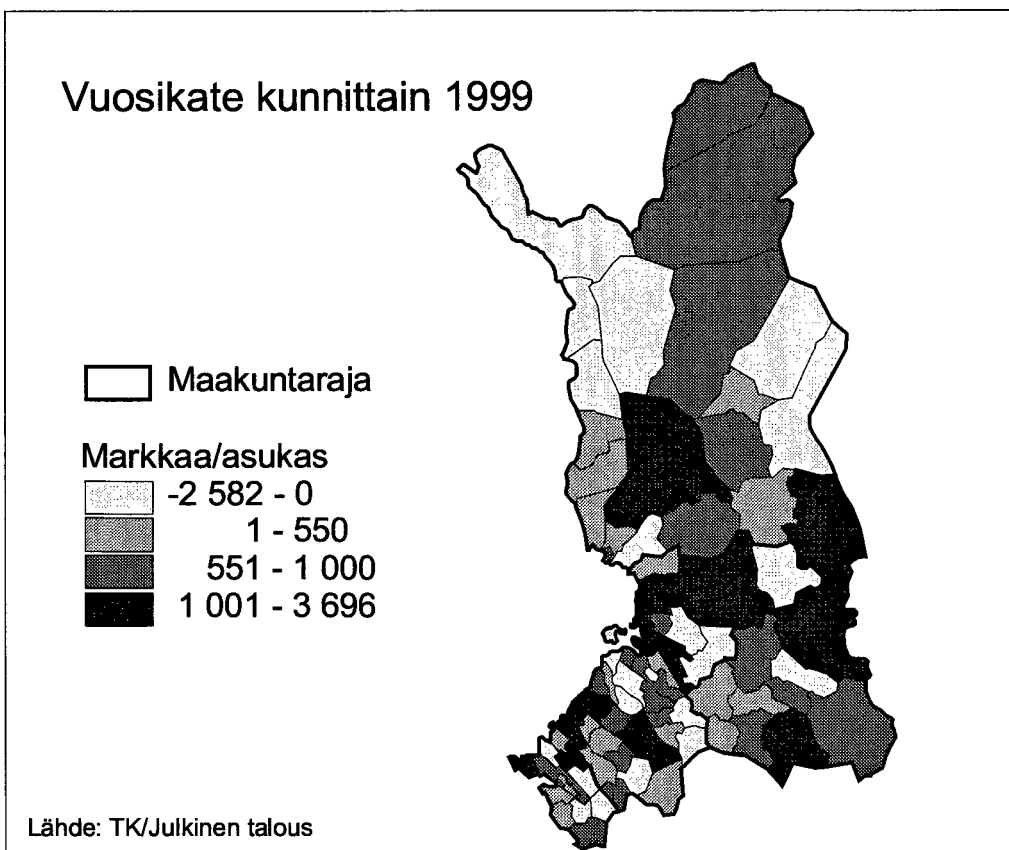 Vuosikate kunnittain 1999
Maakuntaraja
Markkaa/asukas
-2 582 - 0
1 - 550
551 - 1 000
1 001 - 3 696
Lähde: TK/Julkinen talous